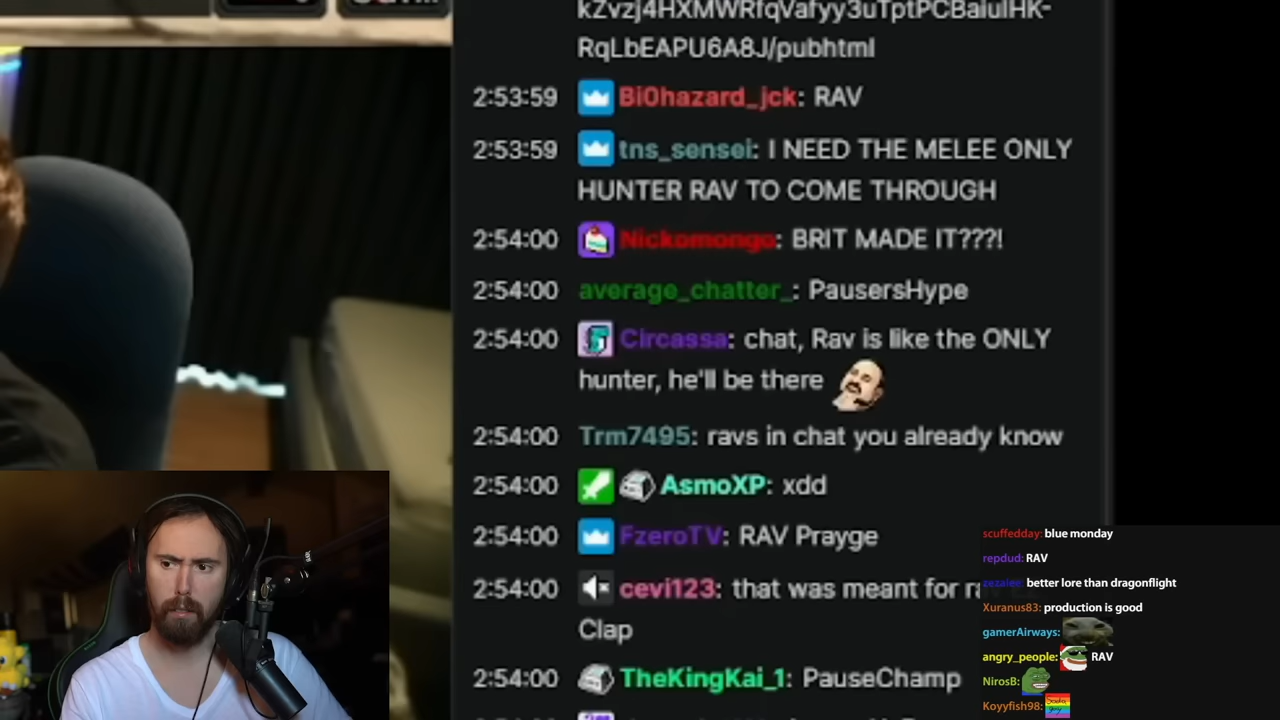 RqLbEAPU6A8J/pubhtml
2:53:59 Bi0hazard_jck: RAV
2:53:59 tns_sensei: I NEED THE MELEE ONLY
HUNTER RAV TO COME THROUGH
2:54:00 Nickomongo: BRIT MADE IT???!
2:54:00 average_chatter_: PausersHype
2:54:00 Circassa: chat, Rav is like the ONLY
hunter, he'll be there
2:54:00 Trm7495: ravs in chat you already know
2:54:00 AsmoXP: xdd
2:54:00 FzeroTV: RAV Prayge
2:54:00 cevi123: that was meant for
Clap
2:54:00 TheKingKai_1: PauseChamp
scuffedday: blue monday
repdud: RAV
zezaiee: better lore than dragonflight
Xuranus83: production is good
gamerAirways:
angry_people: RAV
NirosB:
Koyyfish98: